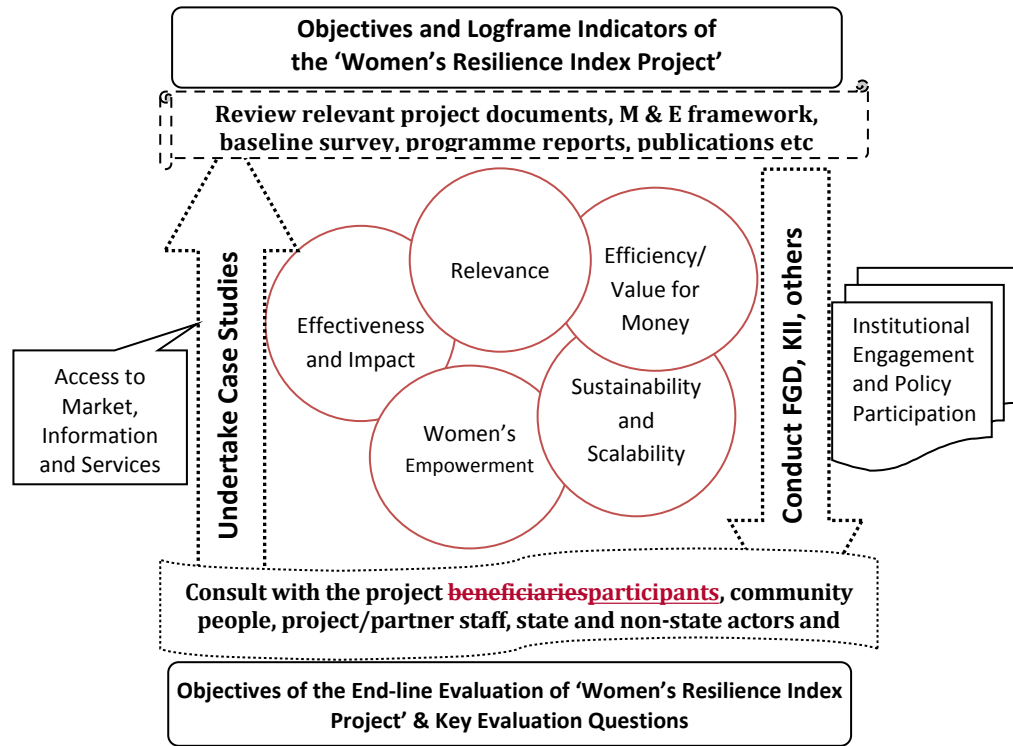 Objectives and Logframe Indicators of
the ‘Women’s Resilience Index Project’
Review relevant project documents, M & E framework,
baseline survey, programme reports, publications etc
Undertake Case Studies
Relevance
Efficiency/
Value for
Money
Effectiveness
and Impact
Women’s
Empowerment
Sustainability
and
Scalability
Conduct FGD, KII, others
Access to
Market,
Information
and Services
Institutional
Engagement
and Policy
Participation
Consult with the project beneficiariesparticipants, community
people, project/partner staff, state and non-state actors and
Objectives of the End-line Evaluation of ‘Women’s Resilience Index
Project’ & Key Evaluation Questions